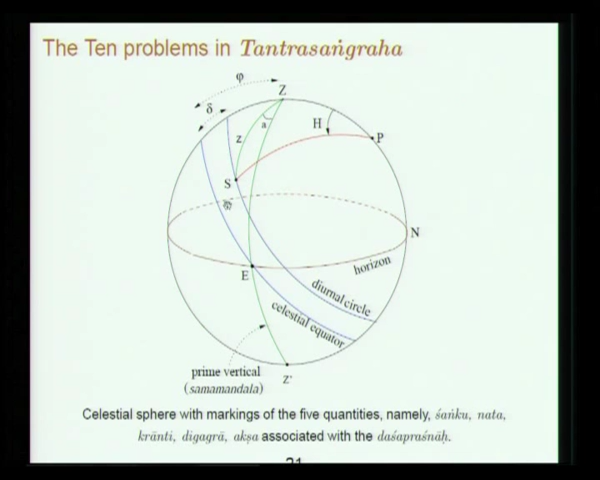 The Ten problems in Tantrasaṅgraha
φ
Z
δ
H
a
P
z
S
N
horizon
E
diurnal circle
celestial equator
prime vertical
(samamandala)
Z'
Celestial sphere with markings of the five quantities, namely, śaṅku, nata,
krānti, digagrā, akṣa associated with the daśapraśnāḥ.